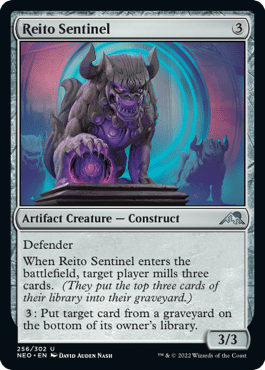 Reito Sentinel 3
Artifact Creature — Construct
Defender
When Reito Sentinel enters the
battlefield, target player mills three
cards. (They put the top three cards of
their library into their graveyard.)
3: Put target card from a graveyard on
the bottom of its owner's library.
3/3
256/302 U
NEO • EN DAVID AUDEN NASH
™ & © 2022 Wizards of the Coast